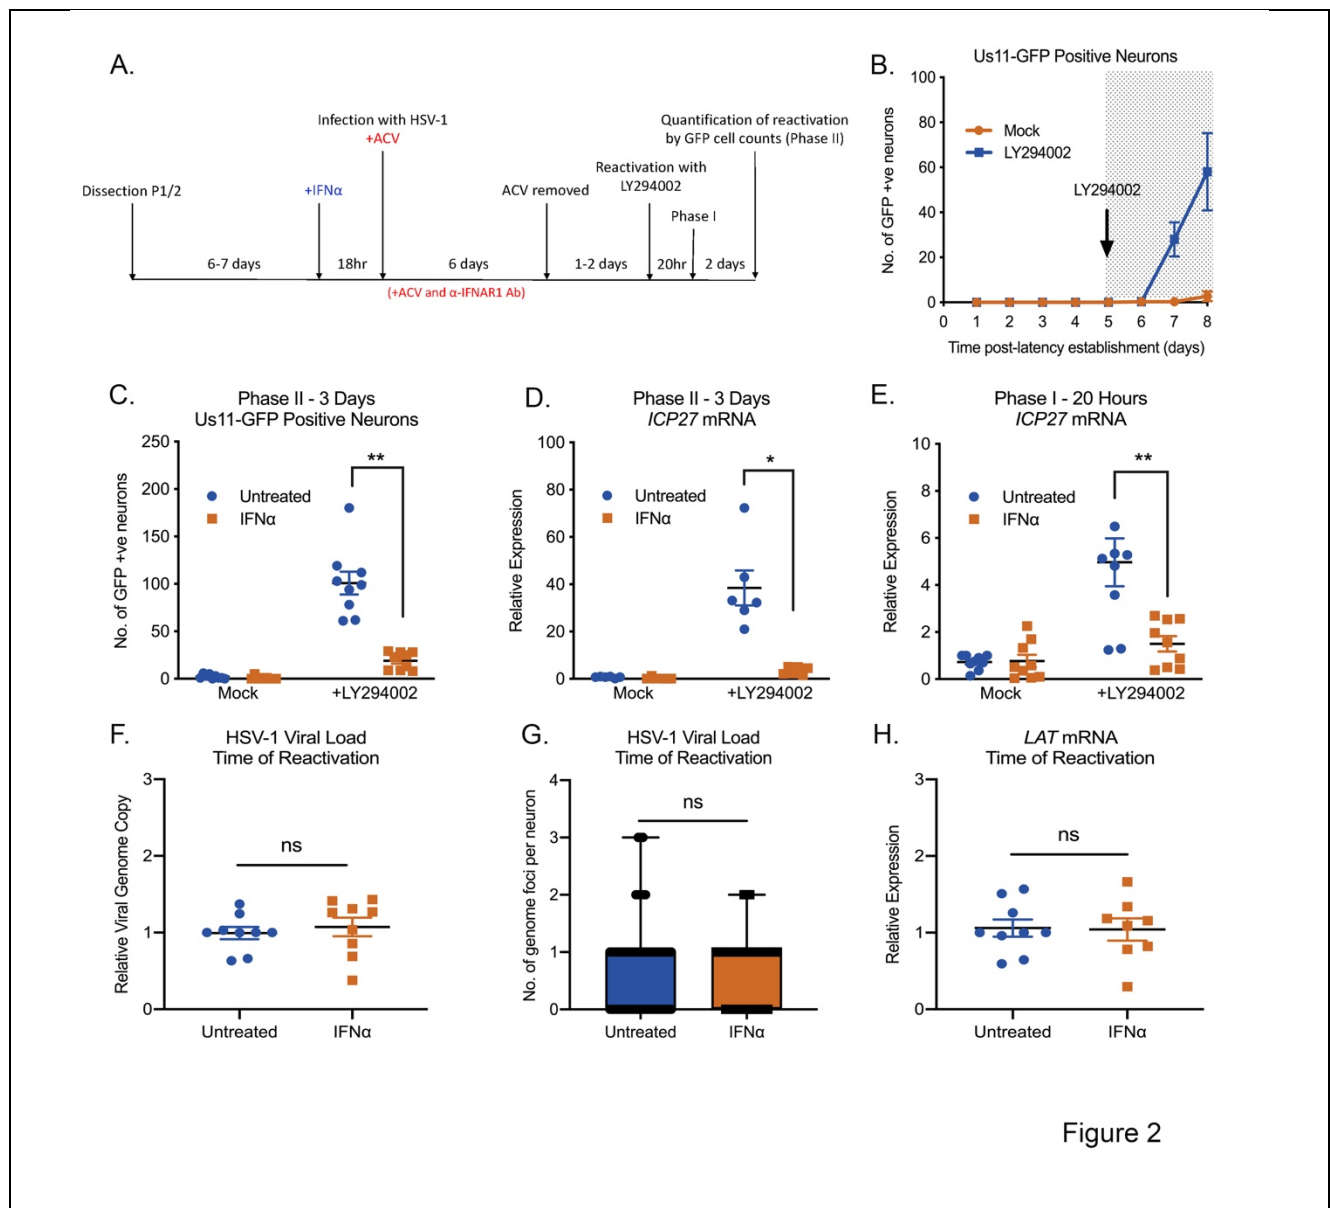 A.
Infection with HSV-1
+ACV
Quantification of reactivation
by GFP cell counts (Phase II)
Reactivation with
LY294002
Dissection P1/2
+IFNα
ACV removed
Phase I
6-7 days
18hr
6 days
1-2 days
20hr
2 days
(+ACV and α-IFNAR1 Ab)
B.
Us11-GFP Positive Neurons
No. of GFP +ve neurons
100
80
60
40
20
0
Mock
LY294002
LY294002
0 1 2 3 4 5 6 7 8
Time post-latency establishment (days)
C.
Phase II - 3 Days
Us11-GFP Positive Neurons
No. of GFP +ve neurons
250
200
150
100
50
0
Untreated
IFNα
**
Mock
+LY294002
D.
Phase II - 3 Days
ICP27 mRNA
Relative Expression
100
80
60
40
20
0
Untreated
IFNα
*
Mock
+LY294002
E.
Phase I - 20 Hours
ICP27 mRNA
Relative Expression
10
8
6
4
2
0
Untreated
IFNα
**
Mock
+LY294002
F.
HSV-1 Viral Load
Time of Reactivation
Relative Viral Genome Copy
3
2
1
0
ns
Untreated
IFNα
G.
HSV-1 Viral Load
Time of Reactivation
No. of genome foci per neuron
4
3
2
1
0
ns
Untreated
IFNα
H.
LAT mRNA
Time of Reactivation
Relative Expression
3
2
1
0
ns
Untreated
IFNα
Figure 2